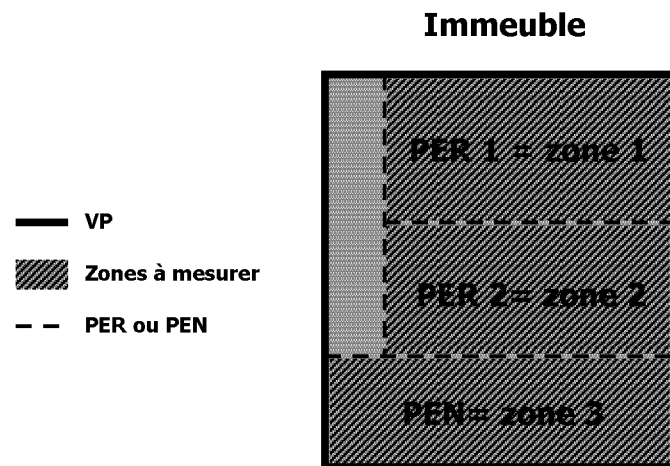 Immeuble
PER 1 = zone 1
VP
Zones à mesurer
PER 2= zone 2
PER ou PEN
PEN= zone 3